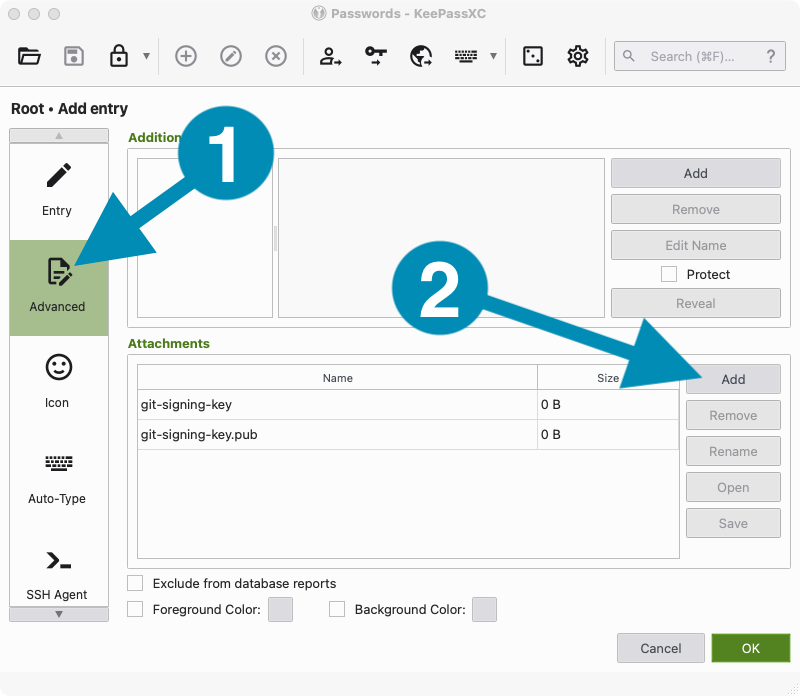 Passwords - KeePassXC
Search (⌘F)... ?
Root • Add entry
Entry
Advanced
Icon
Auto-Type
SSH Agent
Addition
1
Add
Remove
Edit Name
Protect
Reveal
2
Attachments
Name Size
git-signing-key 0 B
git-signing-key.pub 0 B
Add
Remove
Rename
Open
Save
Exclude from database reports
Foreground Color: Background Color:
Cancel OK